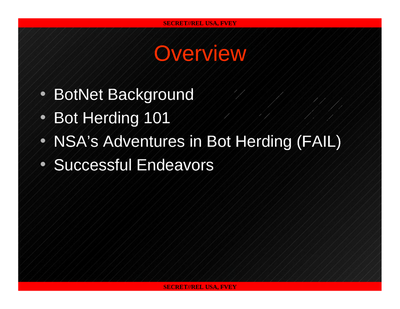 SECRET//REL USA, FVEY
Overview
• BotNet Background
• Bot Herding 101
• NSA's Adventures in Bot Herding (FAIL)
• Successful Endeavors
SECRET//REL USA, FVEY